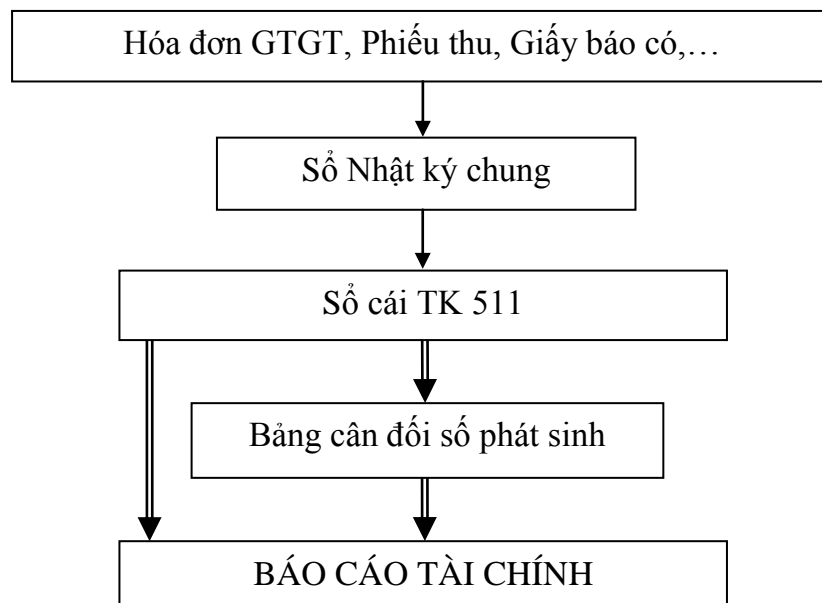 Hóa đơn GTGT, Phiếu thu, Giấy báo có,…
Sổ Nhật ký chung
Sổ cái TK 511
Bảng cân đối số phát sinh
BÁO CÁO TÀI CHÍNH